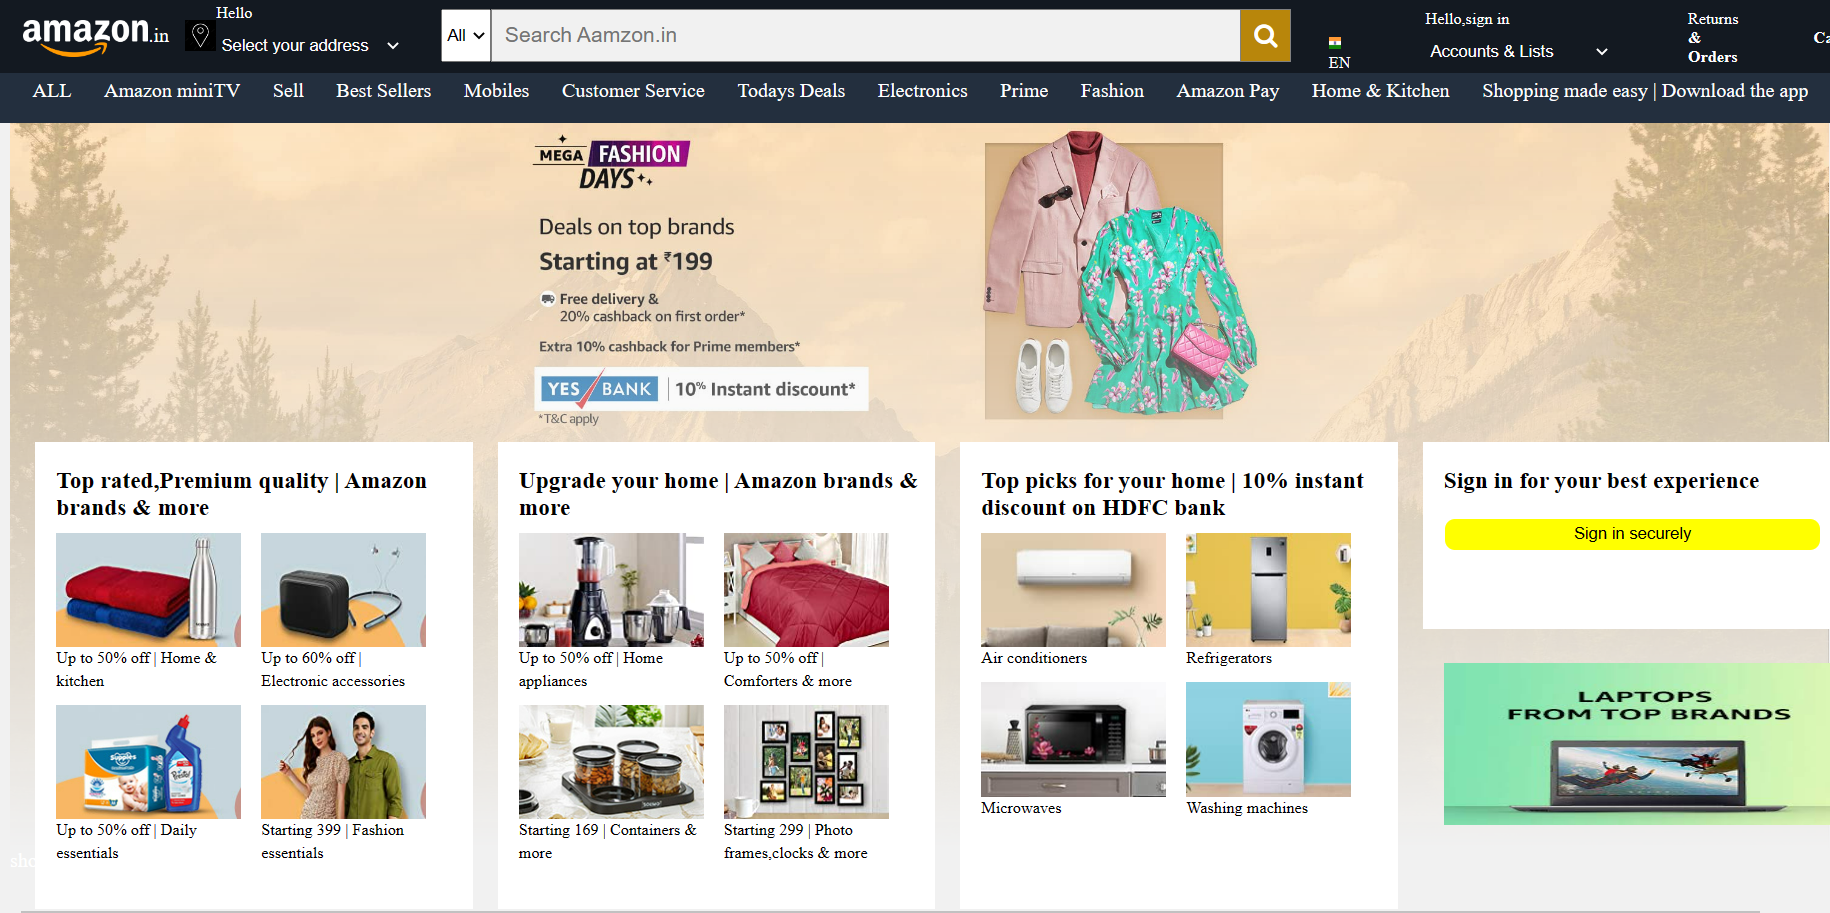 amazon.in
Hello
Select your address
All
Search Aamzon.in
EN
Hello,sign in
Accounts & Lists
Returns
&
Orders
Ca
ALL Amazon miniTV Sell Best Sellers Mobiles Customer Service Todays Deals Electronics Prime Fashion Amazon Pay Home & Kitchen Shopping made easy | Download the app
MEGA FASHION
DAYS
Deals on top brands
Starting at ₹199
Free delivery &
20% cashback on first order*
Extra 10% cashback for Prime members*
YES BANK 10% Instant discount*
*T&C apply
Top rated,Premium quality | Amazon
brands & more
Up to 50% off | Home &
kitchen
Up to 60% off |
Electronic accessories
Up to 50% off | Daily
essentials
Starting 399 | Fashion
essentials
Upgrade your home | Amazon brands &
more
Up to 50% off | Home
appliances
Up to 50% off |
Comforters & more
Starting 169 | Containers &
more
Starting 299 | Photo
frames,clocks & more
Top picks for your home | 10% instant
discount on HDFC bank
Air conditioners
Refrigerators
Microwaves
Washing machines
Sign in for your best experience
Sign in securely
LAPTOPS
FROM TOP BRANDS
sho